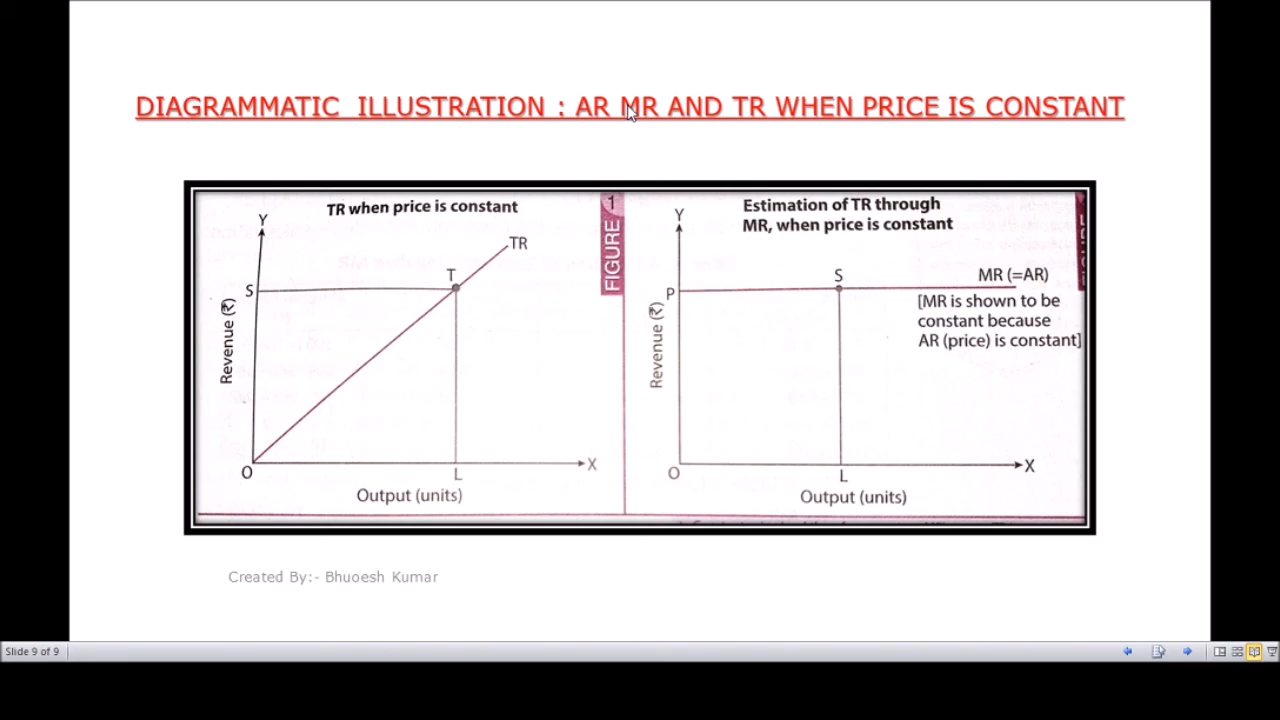 DIAGRAMMATIC ILLUSTRATION : AR MR AND TR WHEN PRICE IS CONSTANT
TR when price is constant
Y
TR
T
S
Revenue (₹)
O
L
X
Output (units)
FIGURE 1
Estimation of TR through
MR, when price is constant
Y
S
MR (=AR)
P
[MR is shown to be
constant because
AR (price) is constant]
Revenue (₹)
O
L
X
Output (units)
Created By:- Bhuoesh Kumar
Slide 9 of 9